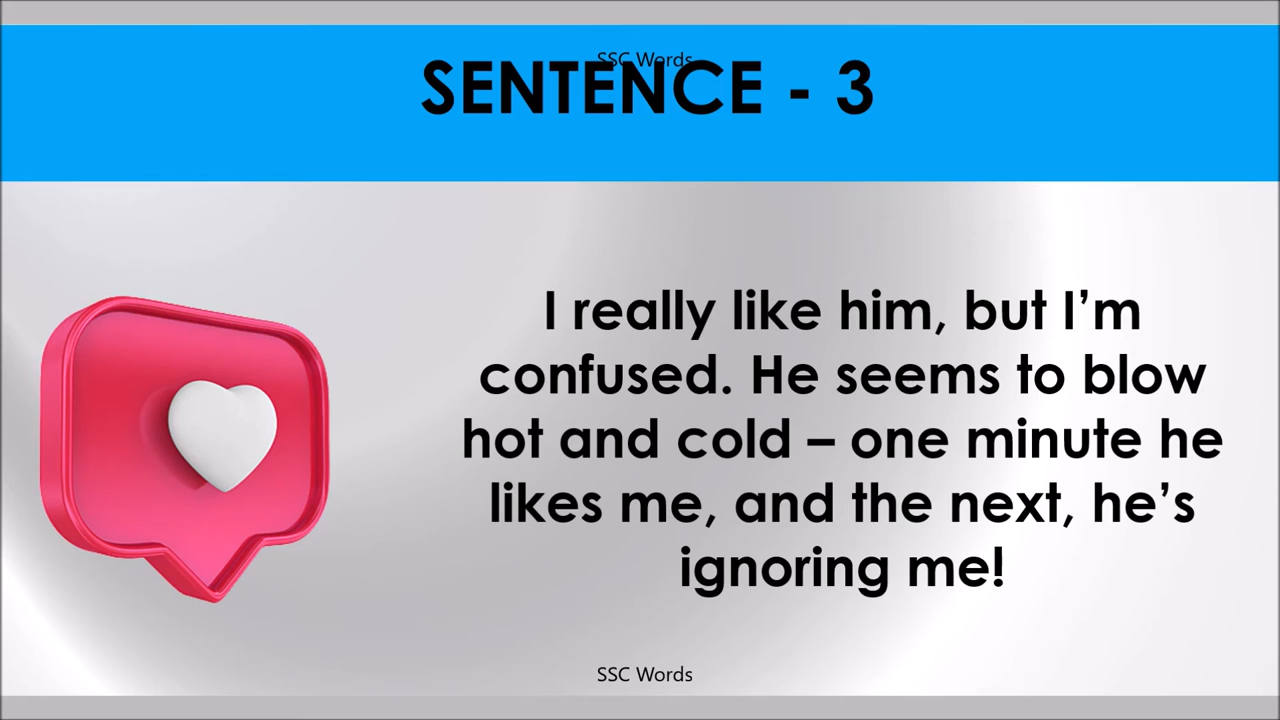 SSC Words
SENTENCE - 3
I really like him, but I’m
confused. He seems to blow
hot and cold – one minute he
likes me, and the next, he’s
ignoring me!
SSC Words